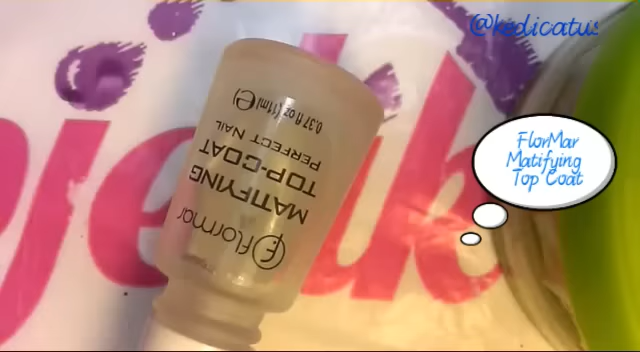 @kedicatus
FlorMar
Matifying
Top Coat
flormar
MATIFYING
TOP-COAT
PERFECT NAIL
0.37 fl oz (11ml) e